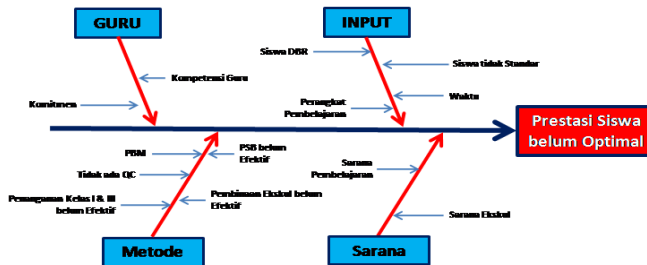 GURU
INPUT
Siswa DBR
Siswa tidak Standar
Kompetensi Guru
Komitmen
Waktu
Perangkat
Pembelajaran
Prestasi Siswa
belum Optimal
PBM
PSB belum
Efektif
Tidak ada QC
Sarana
Pembelajaran
Penanganan Kelas I & III
belum Efektif
Pembinaan Ekskul belum
Efektif
Sarana Ekskul
Metode
Sarana